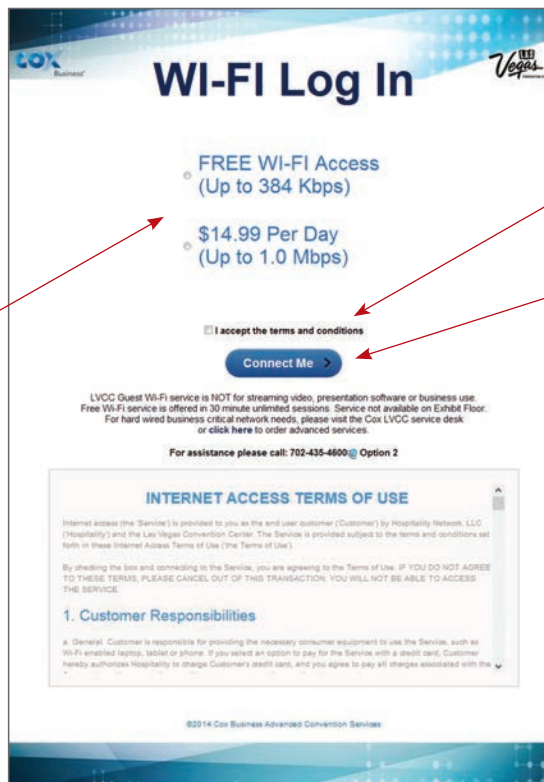 COX
Business
LAS
Vegas
WI-FI Log In
FREE WI-FI Access
(Up to 384 Kbps)
$14.99 Per Day
(Up to 1.0 Mbps)
I accept the terms and conditions
Connect Me >
LVCC Guest Wi-Fi service is NOT for streaming video, presentation software or business use.
Free Wi-Fi service is offered in 30 minute unlimited sessions. Service not available on Exhibit Floor.
For hard wired business critical network needs, please visit the Cox LVCC service desk
or click here to order advanced services.
For assistance please call: 702-435-4600 Option 2
INTERNET ACCESS TERMS OF USE
Internet access (the 'Service') is provided to you as the end user customer ('Customer') by Hospitality Network, LLC
('Hospitality') and the Las Vegas Convention Center. The Service is provided subject to the terms and conditions set
forth in these Internet Access Terms of Use ('the Terms of Use').
By checking the box and connecting to the Service, you are agreeing to the Terms of Use. IF YOU DO NOT AGREE
TO THESE TERMS, PLEASE CANCEL OUT OF THIS TRANSACTION. YOU WILL NOT BE ABLE TO ACCESS
THE SERVICE.
1. Customer Responsibilities
a. General. Customer is responsible for providing the necessary consumer equipment to use the Service, such as
Wi-Fi enabled laptop, tablet or phone. If you select an option to pay for the Service with a credit card, Customer
hereby authorizes Hospitality to charge Customer's credit card, and you agree to pay all charges associated with the
©2014 Cox Business Advanced Convention Services